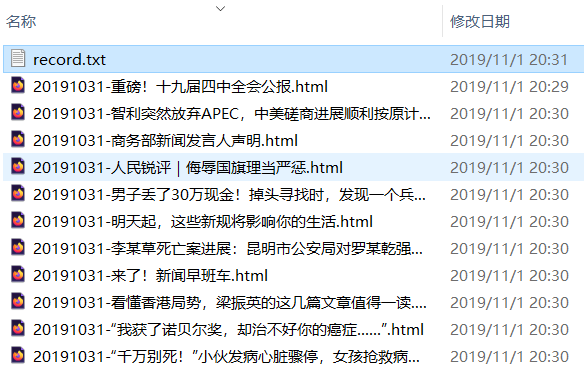 名称 修改日期
record.txt 2019/11/1 20:31
20191031-重磅！十九届四中全会公报.html 2019/11/1 20:29
20191031-智利突然放弃APEC，中美磋商进展顺利按原计... 2019/11/1 20:30
20191031-商务部新闻发言人声明.html 2019/11/1 20:30
20191031-人民锐评｜侮辱国旗理当严惩.html 2019/11/1 20:30
20191031-男子丢了30万现金！掉头寻找时，发现一个兵... 2019/11/1 20:30
20191031-明天起，这些新规将影响你的生活.html 2019/11/1 20:30
20191031-李某草死亡案进展：昆明市公安局对罗某乾强... 2019/11/1 20:30
20191031-来了！新闻早班车.html 2019/11/1 20:30
20191031-看懂香港局势，梁振英的这几篇文章值得一读.... 2019/11/1 20:30
20191031-“我获了诺贝尔奖，却治不好你的癌症......”.html 2019/11/1 20:30
20191031-“千万别死！”小伙发病心脏骤停，女孩抢救病... 2019/11/1 20:30